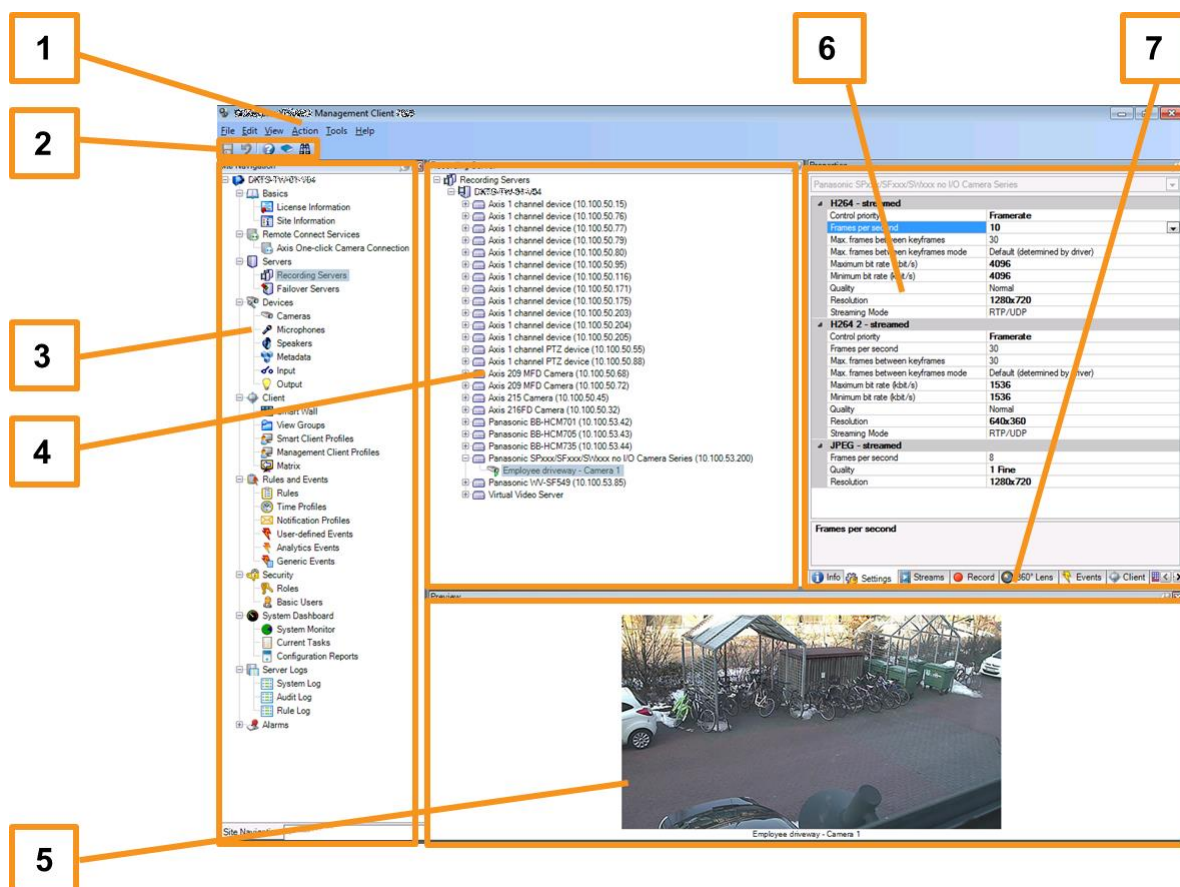 1
6
7
2
Management Client
File Edit View Action Tools Help
Site Navigation
Basics
License Information
Site Information
Remote Connect Services
Axis One-click Camera Connection
Servers
Recording Servers
Failover Servers
Devices
Cameras
Microphones
Speakers
Metadata
Input
Output
Client
Smart Wall
View Groups
Smart Client Profiles
Management Client Profiles
Matrix
Rules and Events
Rules
Time Profiles
Notification Profiles
User-defined Events
Analytics Events
Generic Events
Security
Roles
Basic Users
System Dashboard
System Monitor
Current Tasks
Configuration Reports
Server Logs
System Log
Audit Log
Rule Log
Alarms
Site Navigation
3
4
5
Recording Servers
Axis 1 channel device (10.100.50.15)
Axis 1 channel device (10.100.50.76)
Axis 1 channel device (10.100.50.77)
Axis 1 channel device (10.100.50.79)
Axis 1 channel device (10.100.50.80)
Axis 1 channel device (10.100.50.95)
Axis 1 channel device (10.100.50.116)
Axis 1 channel device (10.100.50.171)
Axis 1 channel device (10.100.50.175)
Axis 1 channel device (10.100.50.203)
Axis 1 channel device (10.100.50.204)
Axis 1 channel device (10.100.50.205)
Axis 1 channel PTZ device (10.100.50.55)
Axis 1 channel PTZ device (10.100.50.88)
Axis 209 MFD Camera (10.100.50.68)
Axis 209 MFD Camera (10.100.50.72)
Axis 215 Camera (10.100.50.45)
Axis 216FD Camera (10.100.50.32)
Panasonic BB-HCM701 (10.100.53.42)
Panasonic BB-HCM705 (10.100.53.43)
Panasonic BB-HCM735 (10.100.53.44)
Panasonic SPxxx/SFxxx/SWxxx no I/O Camera Series (10.100.53.200)
Employee driveway - Camera 1
Panasonic WV-SF549 (10.100.53.85)
Virtual Video Server
Properties
Panasonic SPxxx/SFxxx/SWxxx no I/O Camera Series
H264 - streamed
Control priority Framerate
Frames per second 10
Max. frames between keyframes 30
Max. frames between keyframes mode Default (determined by driver)
Maximum bit rate (kbit/s) 4096
Minimum bit rate (kbit/s) 4096
Quality Normal
Resolution 1280x720
Streaming Mode RTP/UDP
H264 2 - streamed
Control priority Framerate
Frames per second 30
Max. frames between keyframes 30
Max. frames between keyframes mode Default (determined by driver)
Maximum bit rate (kbit/s) 1536
Minimum bit rate (kbit/s) 1536
Quality Normal
Resolution 640x360
Streaming Mode RTP/UDP
JPEG - streamed
Frames per second 8
Quality 1 Fine
Resolution 1280x720
Frames per second
Info Settings Streams Record 360° Lens Events Client
Preview
Employee driveway - Camera 1